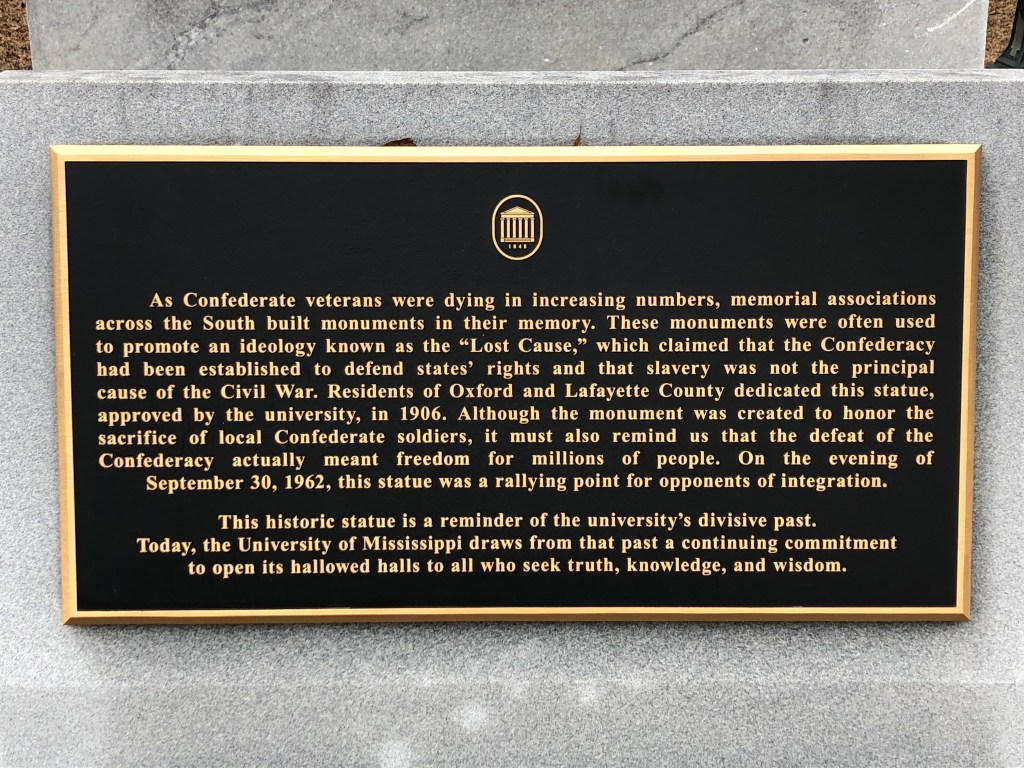 1848
As Confederate veterans were dying in increasing numbers, memorial associations
across the South built monuments in their memory. These monuments were often used
to promote an ideology known as the “Lost Cause,” which claimed that the Confederacy
had been established to defend states’ rights and that slavery was not the principal
cause of the Civil War. Residents of Oxford and Lafayette County dedicated this statue,
approved by the university, in 1906. Although the monument was created to honor the
sacrifice of local Confederate soldiers, it must also remind us that the defeat of the
Confederacy actually meant freedom for millions of people. On the evening of
September 30, 1962, this statue was a rallying point for opponents of integration.
This historic statue is a reminder of the university’s divisive past.
Today, the University of Mississippi draws from that past a continuing commitment
to open its hallowed halls to all who seek truth, knowledge, and wisdom.